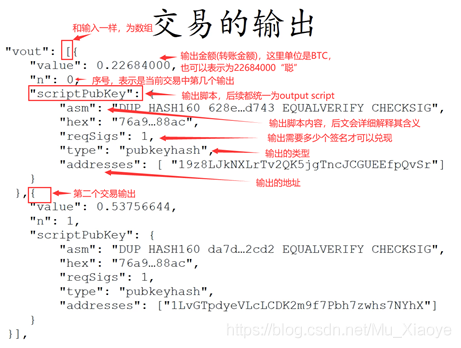 和输入一样，为数组
交易的输出
"vout": [{
"value": 0.22684000,
输出金额(转账金额)，这里单位是BTC,
也可以表示为22684000 “聪”
"n": 0,
序号，表示是当前交易中第几个输出
"scriptPubKey":
输出脚本，后续都统一为output script
"asm": "DUP HASH160 628e…d743 EQUALVERIFY CHECKSIG",
"hex": "76a9…88ac",
输出脚本内容，后文会详细解释其含义
"reqSigs": 1,
输出需要多少个签名才可以兑现
"type": "pubkeyhash",
输出的类型
"addresses": [ "19z8LJkNXLrTv2QK5jgTncJCGUEEfpQvSr"]
输出的地址
}
},{
第二个交易输出
"value": 0.53756644,
"n": 1,
"scriptPubKey": {
"asm": "DUP HASH160 da7d…2cd2 EQUALVERIFY CHECKSIG",
"hex": "76a9…88ac",
"reqSigs": 1,
"type": "pubkeyhash",
"addresses": ["1LvGTpdyeVLcLCDK2m9f7Pbh7zwhs7NYhX"]
}
}],
https://blog.csdn.net/Mu_Xiaoye